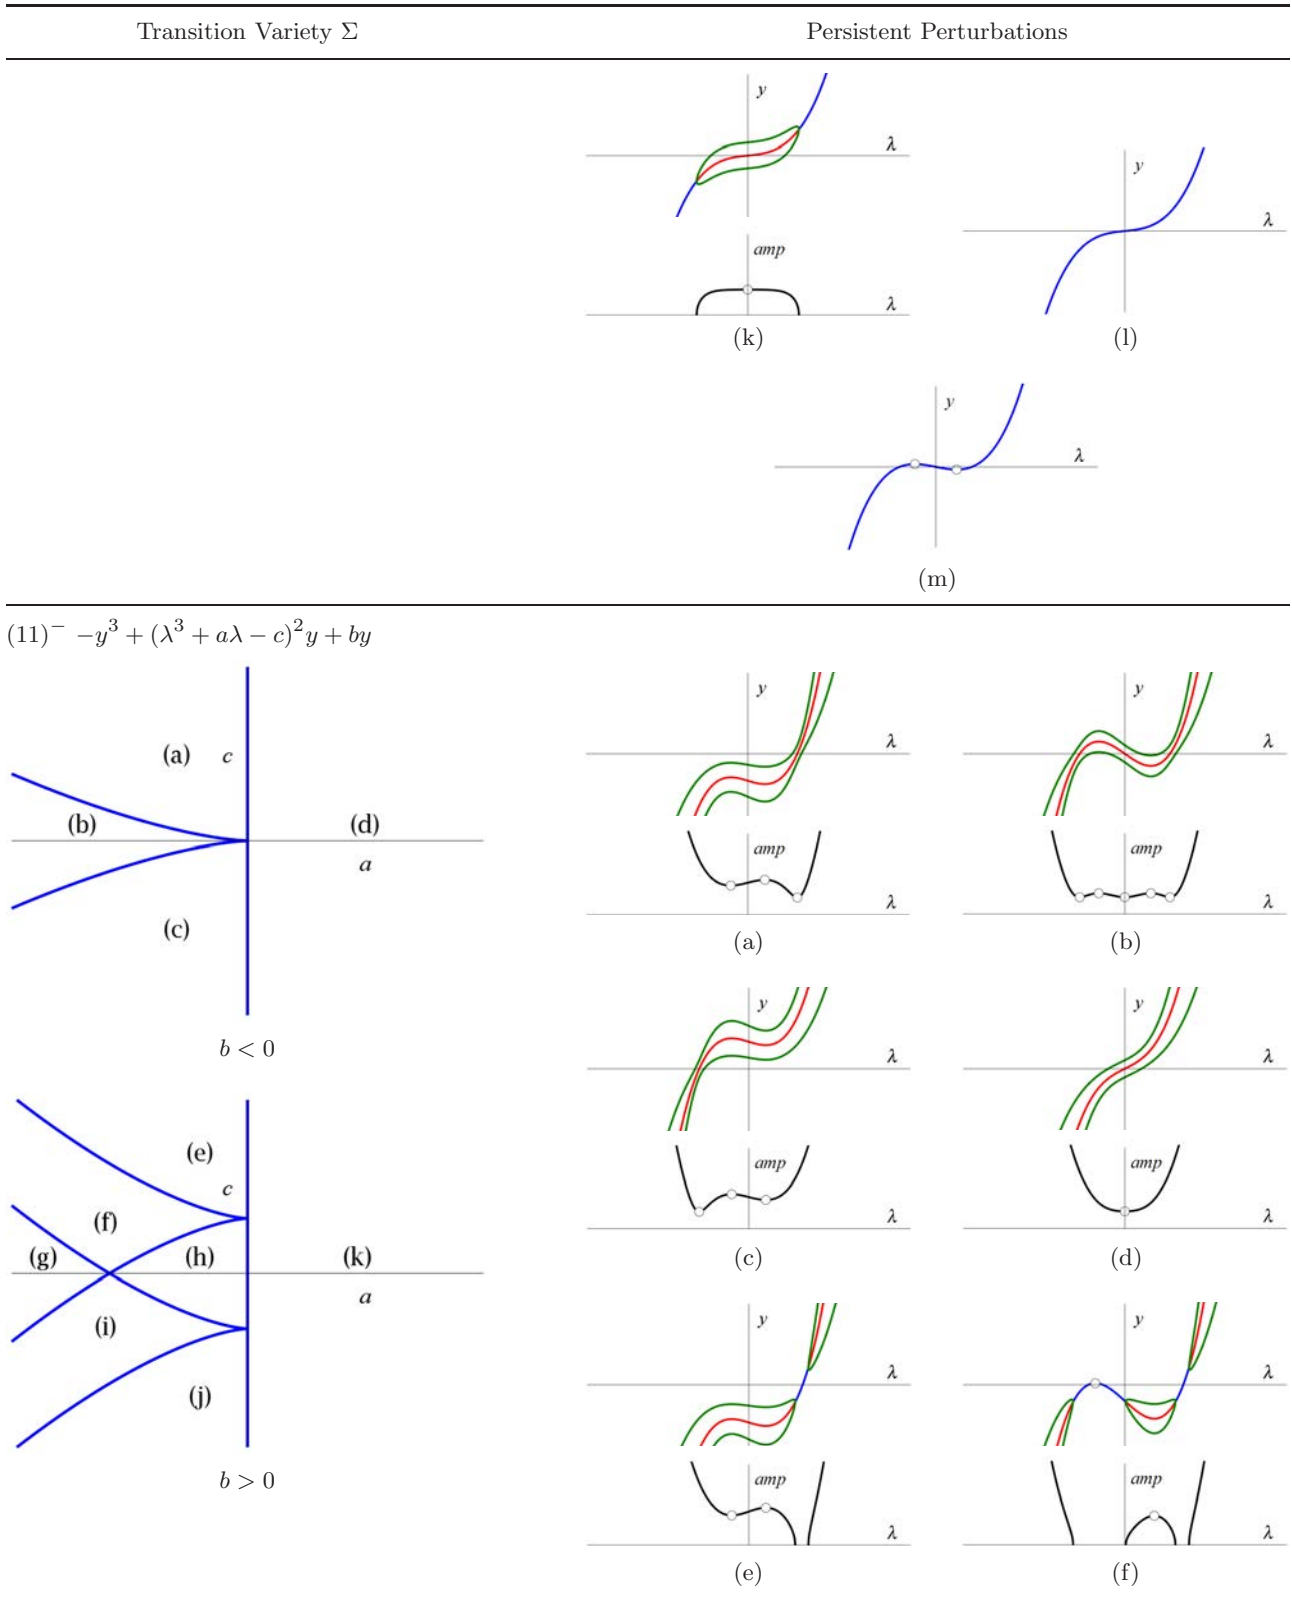 Transition Variety Σ Persistent Perturbations
y
λ
amp
λ
(k)
y
λ
(l)
y
λ
(m)
(11)⁻ −y³ + (λ³ + aλ − c)²y + by
(a) c
(b) (d)
a
(c)
b < 0
(e)
c
(f)
(g) (h) (k)
a
(i)
(j)
b > 0
y
λ
amp
λ
(a)
y
λ
amp
λ
(b)
y
λ
amp
λ
(c)
y
λ
amp
λ
(d)
y
λ
amp
λ
(e)
y
λ
amp
λ
(f)